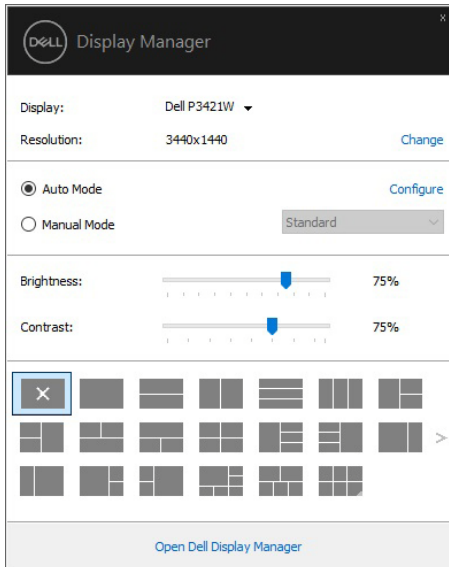 x
DELL Display Manager
Display: Dell P3421W
Resolution: 3440x1440 Change
Auto Mode Configure
Manual Mode Standard
Brightness: 75%
Contrast: 75%
Open Dell Display Manager